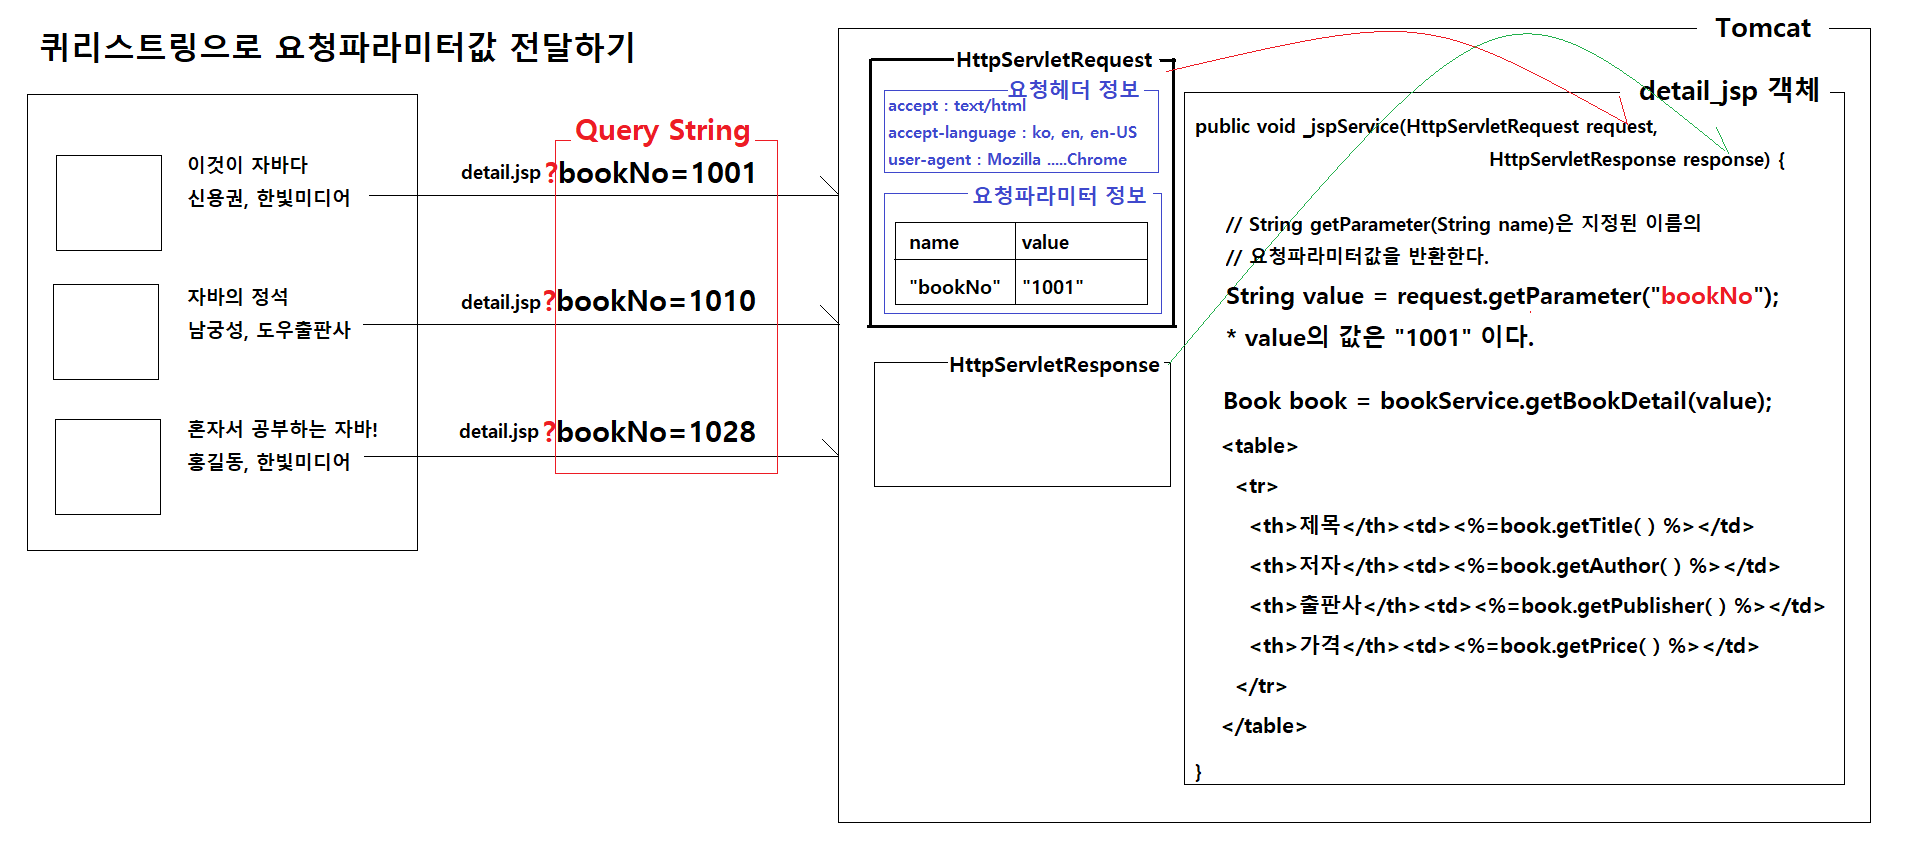 퀴리스트링으로 요청파라미터값 전달하기
이것이 자바다
신용권, 한빛미디어
자바의 정석
남궁성, 도우출판사
혼자서 공부하는 자바!
홍길동, 한빛미디어
Query String
detail.jsp ?bookNo=1001
detail.jsp ?bookNo=1010
detail.jsp ?bookNo=1028
Tomcat
HttpServletRequest
요청헤더 정보
accept : text/html
accept-language : ko, en, en-US
user-agent : Mozilla .....Chrome
요청파라미터 정보
name value
"bookNo" "1001"
HttpServletResponse
detail_jsp 객체
public void _jspService(HttpServletRequest request,
HttpServletResponse response) {
// String getParameter(String name)은 지정된 이름의
// 요청파라미터값을 반환한다.
String value = request.getParameter("bookNo");
* value의 값은 "1001" 이다.
Book book = bookService.getBookDetail(value);
<table>
<tr>
<th>제목</th><td><%=book.getTitle( ) %></td>
<th>저자</th><td><%=book.getAuthor( ) %></td>
<th>출판사</th><td><%=book.getPublisher( ) %></td>
<th>가격</th><td><%=book.getPrice( ) %></td>
</tr>
</table>
}